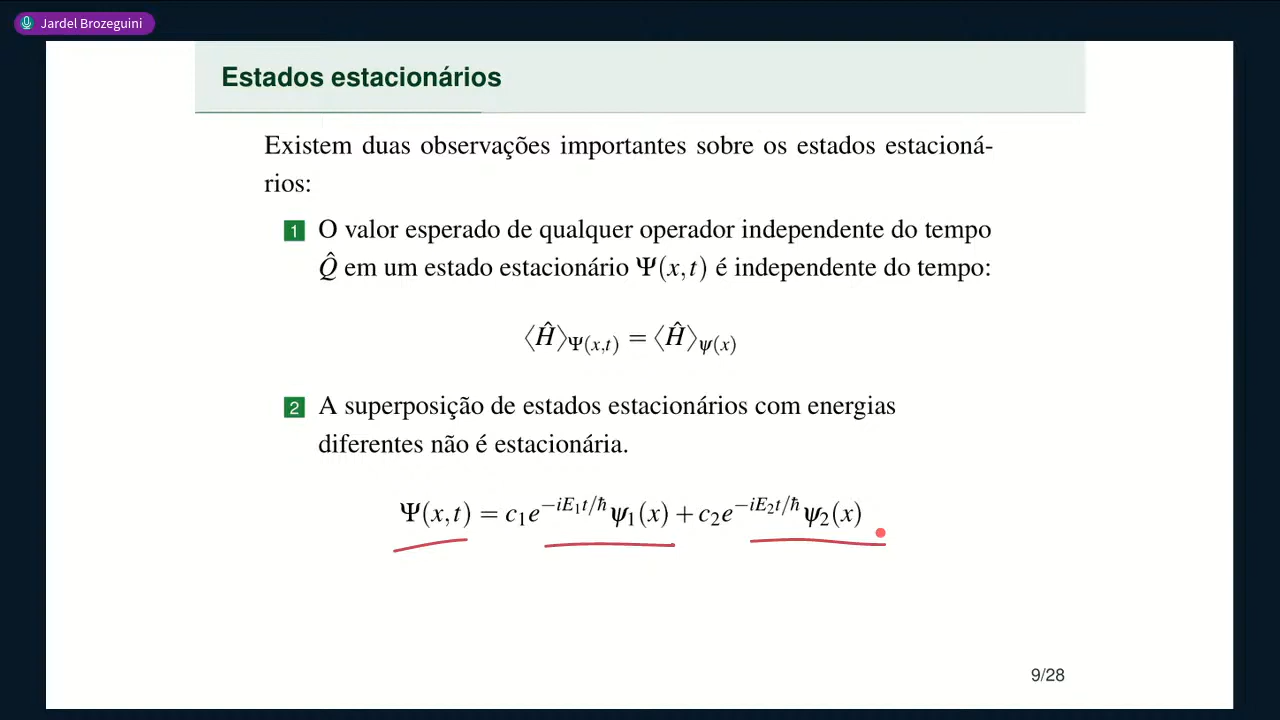 Jardel Brozeguini
Estados estacionários
Existem duas observações importantes sobre os estados estacioná-
rios:
1 O valor esperado de qualquer operador independente do tempo
Q̂ em um estado estacionário Ψ(x,t) é independente do tempo:
⟨Ĥ⟩Ψ(x,t) = ⟨Ĥ⟩ψ(x)
2 A superposição de estados estacionários com energias
diferentes não é estacionária.
Ψ(x,t) = c₁e^{−iE₁t/ħ}ψ₁(x) + c₂e^{−iE₂t/ħ}ψ₂(x)
9/28